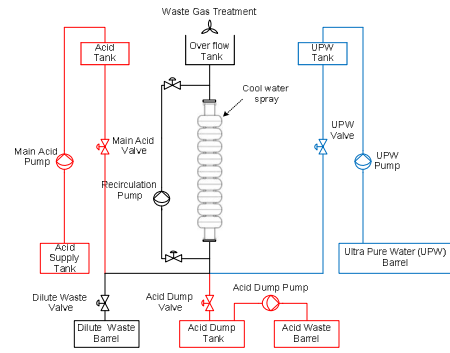 Waste Gas Treatment
Acid
Tank
Over flow
Tank
UPW
Tank
Cool water
spray
Main Acid
Pump
Main Acid
Valve
UPW
Valve
UPW
Pump
Recirculation
Pump
Acid
Supply
Tank
Ultra Pure Water (UPW)
Barrel
Dilute Waste
Valve
Acid Dump
Valve
Acid Dump Pump
Dilute Waste
Barrel
Acid Dump
Tank
Acid Waste
Barrel